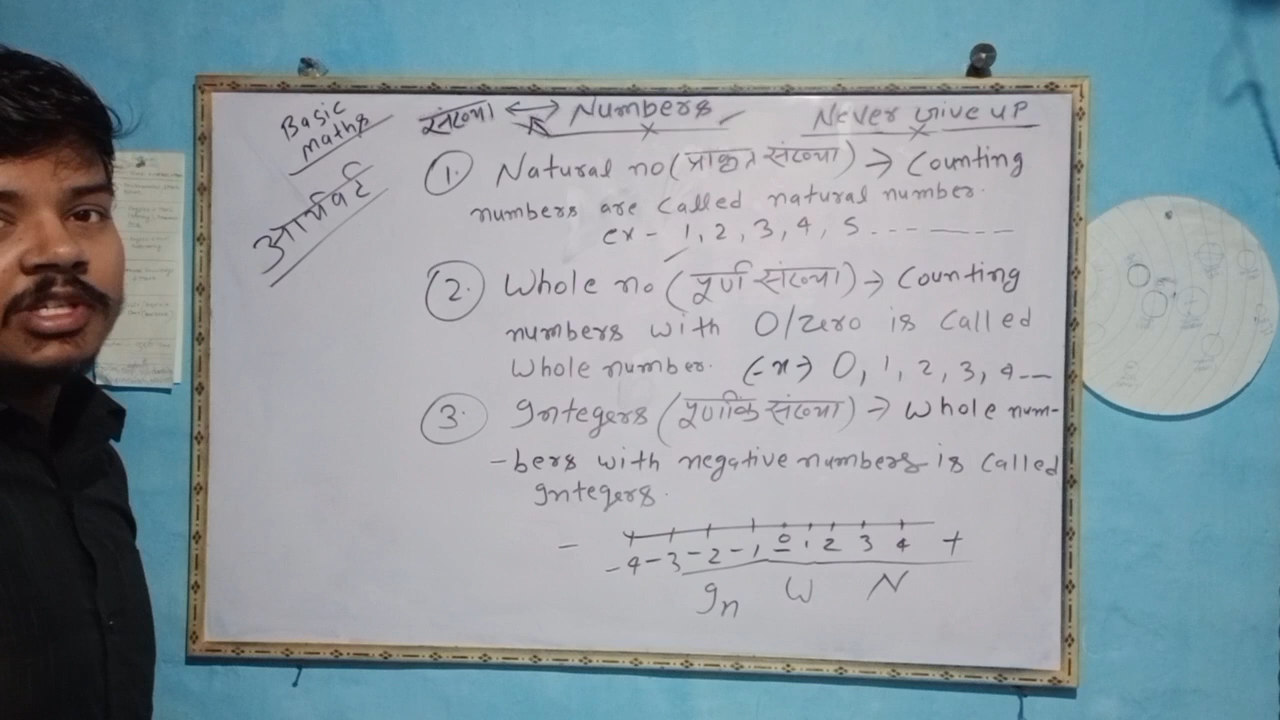 Basic
maths
आर्यावर्ट
संख्या ↔ Numbers
Never give up
1. Natural no (प्राकृत संख्या) → Counting
numbers are called natural number.
ex - 1, 2, 3, 4, 5 - - - - - - -
2. Whole no (पूर्ण संख्या) → Counting
numbers with 0/zero is called
Whole number. Ex → 0, 1, 2, 3, 4 - -
3. Integers (पूर्णांक संख्या) → Whole num-
-bers with negative numbers is called
Integers.
- -4 -3 -2 -1 0 1 2 3 4 +
In W N